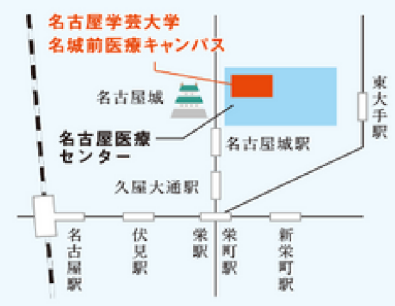 名古屋学芸大学
名城前医療キャンパス
名古屋城
東大手駅
名古屋医療
センター
名古屋城駅
久屋大通駅
名古屋駅
伏見駅
栄駅
栄町駅
新栄町駅